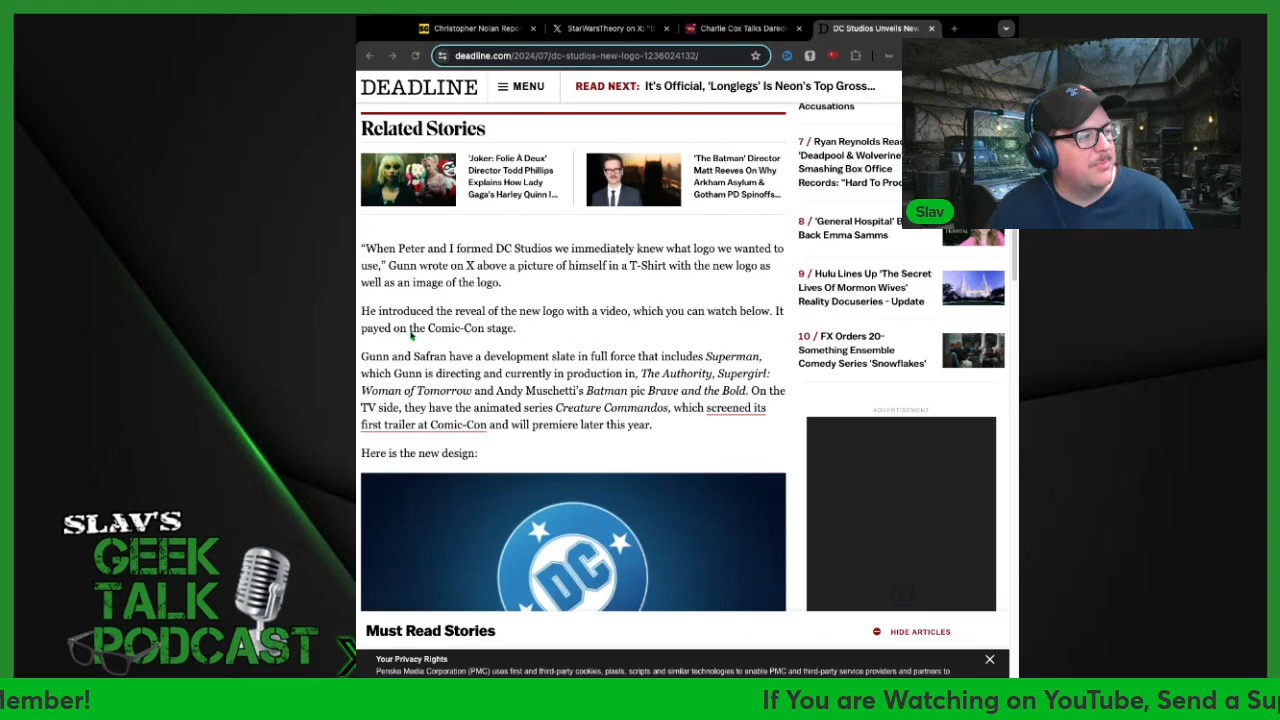 Christopher Nolan Repo
StarWarsTheory on X: "I
Charlie Cox Talks Dared
DC Studios Unveils New
deadline.com/2024/07/dc-studios-new-logo-1236024132/
DEADLINE
MENU
READ NEXT: It's Official, 'Longlegs' Is Neon's Top Gross...
Related Stories
'Joker: Folie À Deux'
Director Todd Phillips
Explains How Lady
Gaga's Harley Quinn I...
'The Batman' Director
Matt Reeves On Why
Arkham Asylum &
Gotham PD Spinoffs...
“When Peter and I formed DC Studios we immediately knew what logo we wanted to
use,” Gunn wrote on X above a picture of himself in a T-Shirt with the new logo as
well as an image of the logo.
He introduced the reveal of the new logo with a video, which you can watch below. It
payed on the Comic-Con stage.
Gunn and Safran have a development slate in full force that includes Superman,
which Gunn is directing and currently in production in, The Authority, Supergirl:
Woman of Tomorrow and Andy Muschetti's Batman pic Brave and the Bold. On the
TV side, they have the animated series Creature Commandos, which screened its
first trailer at Comic-Con and will premiere later this year.
Here is the new design:
DC
Accusations
7 / Ryan Reynolds Reac
'Deadpool & Wolverine'
Smashing Box Office
Records: "Hard To Pro
8 / 'General Hospital' B
Back Emma Samms
9 / Hulu Lines Up 'The Secret
Lives Of Mormon Wives'
Reality Docuseries - Update
10 / FX Orders 20-
Something Ensemble
Comedy Series 'Snowflakes'
ADVERTISEMENT
Must Read Stories
HIDE ARTICLES
Your Privacy Rights
Penske Media Corporation (PMC) uses first and third-party cookies, pixels, scripts and similar technologies to enable PMC and third-party service providers and partners to
Slav
SLAV'S
GEEK
TALK
PODCAST
Member!
If You are Watching on YouTube, Send a Su